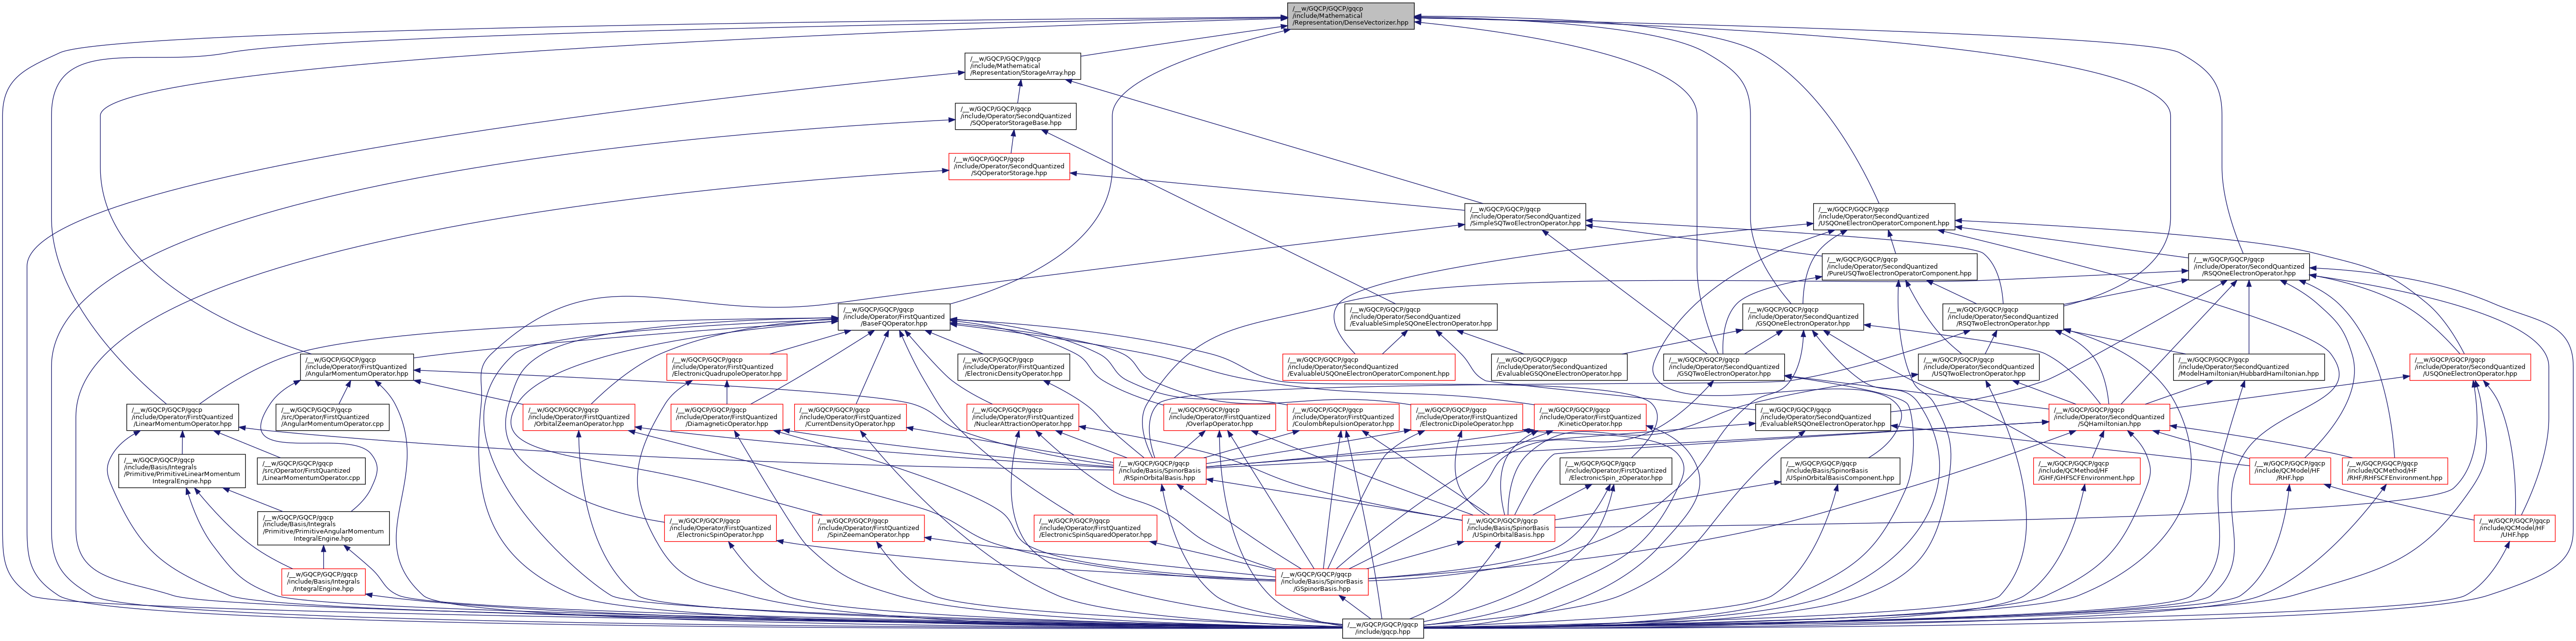 /__w/GQCP/GQCP/gqcp
/include/Mathematical
/Representation/DenseVectorizer.hpp
/__w/GQCP/GQCP/gqcp
/include/Mathematical
/Representation/StorageArray.hpp
/__w/GQCP/GQCP/gqcp
/include/Operator/SecondQuantized
/SQOperatorStorageBase.hpp
/__w/GQCP/GQCP/gqcp
/include/Operator/SecondQuantized
/SQOperatorStorage.hpp
/__w/GQCP/GQCP/gqcp
/include/Operator/SecondQuantized
/SimpleSQTwoElectronOperator.hpp
/__w/GQCP/GQCP/gqcp
/include/Operator/SecondQuantized
/USQOneElectronOperatorComponent.hpp
/__w/GQCP/GQCP/gqcp
/include/Operator/SecondQuantized
/PureUSQTwoElectronOperatorComponent.hpp
/__w/GQCP/GQCP/gqcp
/include/Operator/SecondQuantized
/RSQOneElectronOperator.hpp
/__w/GQCP/GQCP/gqcp
/include/Operator/FirstQuantized
/BaseFQOperator.hpp
/__w/GQCP/GQCP/gqcp
/include/Operator/SecondQuantized
/EvaluableSimpleSQOneElectronOperator.hpp
/__w/GQCP/GQCP/gqcp
/include/Operator/SecondQuantized
/GSQOneElectronOperator.hpp
/__w/GQCP/GQCP/gqcp
/include/Operator/SecondQuantized
/RSQTwoElectronOperator.hpp
/__w/GQCP/GQCP/gqcp
/include/Operator/FirstQuantized
/AngularMomentumOperator.hpp
/__w/GQCP/GQCP/gqcp
/include/Operator/FirstQuantized
/ElectronicQuadrupoleOperator.hpp
/__w/GQCP/GQCP/gqcp
/include/Operator/FirstQuantized
/ElectronicDensityOperator.hpp
/__w/GQCP/GQCP/gqcp
/include/Operator/SecondQuantized
/EvaluableUSQOneElectronOperatorComponent.hpp
/__w/GQCP/GQCP/gqcp
/include/Operator/SecondQuantized
/EvaluableGSQOneElectronOperator.hpp
/__w/GQCP/GQCP/gqcp
/include/Operator/SecondQuantized
/GSQTwoElectronOperator.hpp
/__w/GQCP/GQCP/gqcp
/include/Operator/SecondQuantized
/USQTwoElectronOperator.hpp
/__w/GQCP/GQCP/gqcp
/include/Operator/SecondQuantized
/ModelHamiltonian/HubbardHamiltonian.hpp
/__w/GQCP/GQCP/gqcp
/include/Operator/SecondQuantized
/USQOneElectronOperator.hpp
/__w/GQCP/GQCP/gqcp
/include/Operator/FirstQuantized
/LinearMomentumOperator.hpp
/__w/GQCP/GQCP/gqcp
/src/Operator/FirstQuantized
/AngularMomentumOperator.cpp
/__w/GQCP/GQCP/gqcp
/include/Operator/FirstQuantized
/OrbitalZeemanOperator.hpp
/__w/GQCP/GQCP/gqcp
/include/Operator/FirstQuantized
/DiamagneticOperator.hpp
/__w/GQCP/GQCP/gqcp
/include/Operator/FirstQuantized
/CurrentDensityOperator.hpp
/__w/GQCP/GQCP/gqcp
/include/Operator/FirstQuantized
/NuclearAttractionOperator.hpp
/__w/GQCP/GQCP/gqcp
/include/Operator/FirstQuantized
/OverlapOperator.hpp
/__w/GQCP/GQCP/gqcp
/include/Operator/FirstQuantized
/CoulombRepulsionOperator.hpp
/__w/GQCP/GQCP/gqcp
/include/Operator/FirstQuantized
/ElectronicDipoleOperator.hpp
/__w/GQCP/GQCP/gqcp
/include/Operator/FirstQuantized
/KineticOperator.hpp
/__w/GQCP/GQCP/gqcp
/include/Operator/SecondQuantized
/EvaluableRSQOneElectronOperator.hpp
/__w/GQCP/GQCP/gqcp
/include/Operator/SecondQuantized
/SQHamiltonian.hpp
/__w/GQCP/GQCP/gqcp
/include/Basis/Integrals
/Primitive/PrimitiveLinearMomentum
IntegralEngine.hpp
/__w/GQCP/GQCP/gqcp
/src/Operator/FirstQuantized
/LinearMomentumOperator.cpp
/__w/GQCP/GQCP/gqcp
/include/Basis/SpinorBasis
/RSpinOrbitalBasis.hpp
/__w/GQCP/GQCP/gqcp
/include/Operator/FirstQuantized
/ElectronicSpin_zOperator.hpp
/__w/GQCP/GQCP/gqcp
/include/Basis/SpinorBasis
/USpinOrbitalBasisComponent.hpp
/__w/GQCP/GQCP/gqcp
/include/QCMethod/HF
/GHF/GHFSCFEnvironment.hpp
/__w/GQCP/GQCP/gqcp
/include/QCModel/HF
/RHF.hpp
/__w/GQCP/GQCP/gqcp
/include/QCMethod/HF
/RHF/RHFSCFEnvironment.hpp
/__w/GQCP/GQCP/gqcp
/include/Basis/Integrals
/Primitive/PrimitiveAngularMomentum
IntegralEngine.hpp
/__w/GQCP/GQCP/gqcp
/include/Operator/FirstQuantized
/ElectronicSpinOperator.hpp
/__w/GQCP/GQCP/gqcp
/include/Operator/FirstQuantized
/SpinZeemanOperator.hpp
/__w/GQCP/GQCP/gqcp
/include/Operator/FirstQuantized
/ElectronicSpinSquaredOperator.hpp
/__w/GQCP/GQCP/gqcp
/include/Basis/SpinorBasis
/USpinOrbitalBasis.hpp
/__w/GQCP/GQCP/gqcp
/include/QCModel/HF
/UHF.hpp
/__w/GQCP/GQCP/gqcp
/include/Basis/Integrals
/IntegralEngine.hpp
/__w/GQCP/GQCP/gqcp
/include/Basis/SpinorBasis
/GSpinorBasis.hpp
/__w/GQCP/GQCP/gqcp
/include/gqcp.hpp